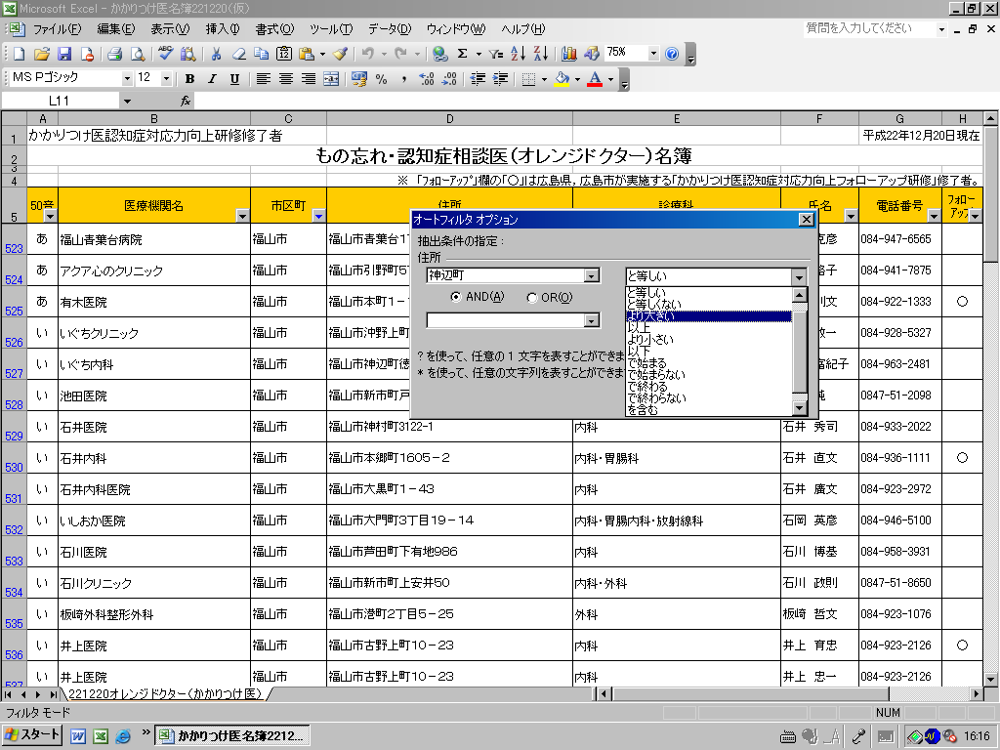 Microsoft Excel - かかりつけ医名簿221220(仮)
ファイル(F) 編集(E) 表示(V) 挿入(I) 書式(O) ツール(T) データ(D) ウィンドウ(W) ヘルプ(H) 質問を入力してください
75%
MS Pゴシック 12 B I U
L11 fx
A B C D E F G H
1 かかりつけ医認知症対応力向上研修修了者 平成22年12月20日現在
2 もの忘れ・認知症相談医(オレンジドクター)名簿
3
4 ※ 「フォローアップ」欄の「〇」は広島県,広島市が実施する「かかりつけ医認知症対応力向上フォローアップ研修」修了者。
5 50音 医療機関名 市区町 住所 診療科 氏名 電話番号 フォローアップ
523 あ 福山青葉台病院 福山市 福山市青葉台1 克彦 084-947-6565
524 あ アクア心のクリニック 福山市 福山市引野町5 084-941-7875
525 あ 有木医院 福山市 福山市本町1- 084-922-1333 〇
526 い いぐちクリニック 福山市 福山市沖野上町 084-928-5327
527 い いぐち内科 福山市 福山市神辺町徳 富紀子 084-963-2481
528 い 池田医院 福山市 福山市新市町戸 0847-51-2098
529 い 石井医院 福山市 福山市神村町3122-1 内科 石井 秀司 084-933-2022
530 い 石井内科 福山市 福山市本郷町1605-2 内科・胃腸科 石井 直文 084-936-1111 〇
531 い 石井内科医院 福山市 福山市大黒町1-43 内科 石井 廣文 084-923-2972
532 い いしおか医院 福山市 福山市大門町3丁目19-14 内科・胃腸内科・放射線科 石岡 英彦 084-946-5100
533 い 石川医院 福山市 福山市芦田町下有地986 内科 石川 博基 084-958-3931
534 い 石川クリニック 福山市 福山市新市町上安井50 内科・外科 石川 政則 0847-51-8650
535 い 板崎外科整形外科 福山市 福山市港町2丁目5-25 外科 板崎 哲文 084-923-1076
536 い 井上医院 福山市 福山市古野上町10-23 内科 井上 育忠 084-923-2126 〇
537 い 井上医院 福山市 福山市古野上町10-23 内科 井上 忠一 084-923-2126
オートフィルタ オプション
抽出条件の指定:
住所
神辺町 と等しい
AND(A) OR(O)
? を使って、任意の 1 文字を表すことができま
* を使って、任意の文字列を表すことができま
と等しい
と等しくない
より大きい
以上
より小さい
以下
で始まる
で始まらない
で終わる
で終わらない
を含む
221220オレンジドクター(かかりつけ医)
フィルタ モード NUM
スタート かかりつけ医名簿2212... 16:16